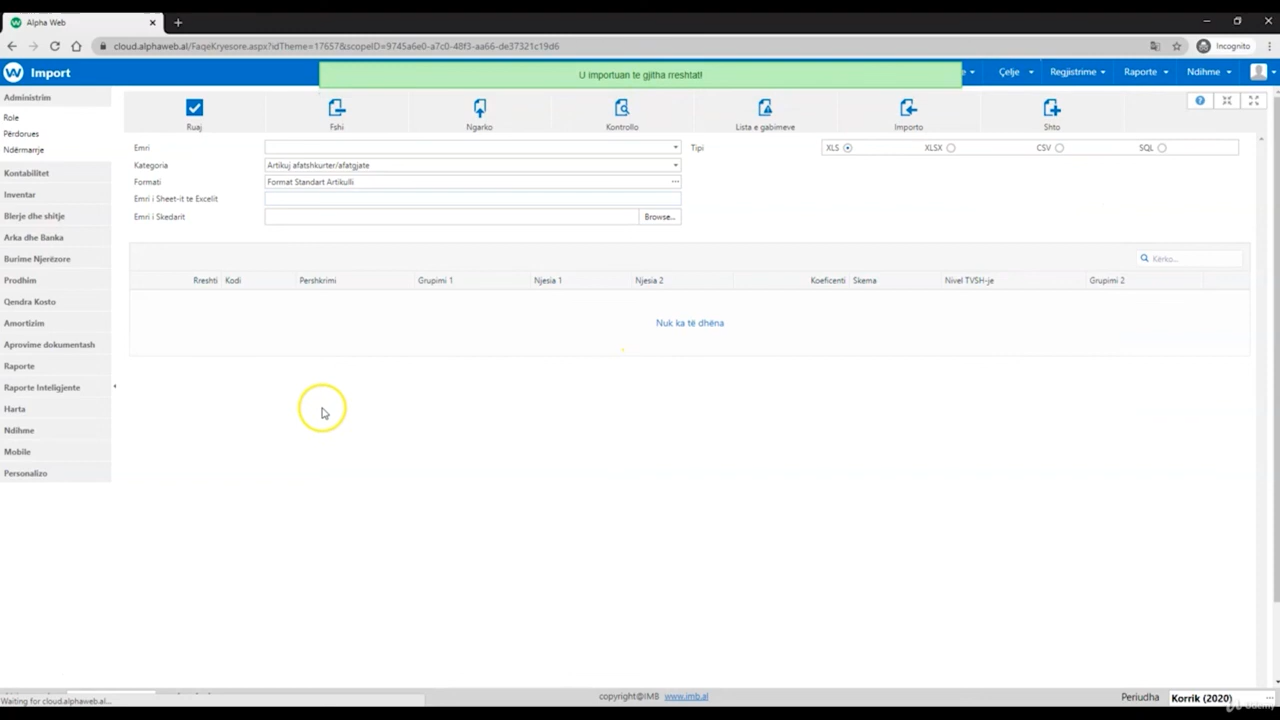 Alpha Web
cloud.alphaweb.al/FaqeKryesore.aspx?idTheme=17657&scopeID=9745a6e0-a7c0-48f3-aa66-de37321c19d6
Incognito
Import
U importuan te gjitha rreshtat!
Çelje
Regjistrime
Raporte
Ndihme
Administrim
Role
Përdorues
Ndërmarrje
Kontabilitet
Inventar
Blerje dhe shitje
Arka dhe Banka
Burime Njerëzore
Prodhim
Qendra Kosto
Amortizim
Aprovime dokumentash
Raporte
Raporte Inteligjente
Harta
Ndihme
Mobile
Personalizo
Ruaj
Fshi
Ngarko
Kontrollo
Lista e gabimeve
Importo
Shto
Emri
Tipi
XLS
XLSX
CSV
SQL
Kategoria
Artikuj afatshkurter/afatgjate
Formati
Format Standart Artikulli
Emri i Sheet-it te Excelit
Emri i Skedarit
Browse...
Kërko...
Rreshti Kodi Pershkrimi Grupimi 1 Njesia 1 Njesia 2 Koeficenti Skema Nivel TVSH-je Grupimi 2
Nuk ka të dhëna
Waiting for cloud.alphaweb.al...
copyright@IMB www.imb.al
Periudha Korrik (2020)
Udemy